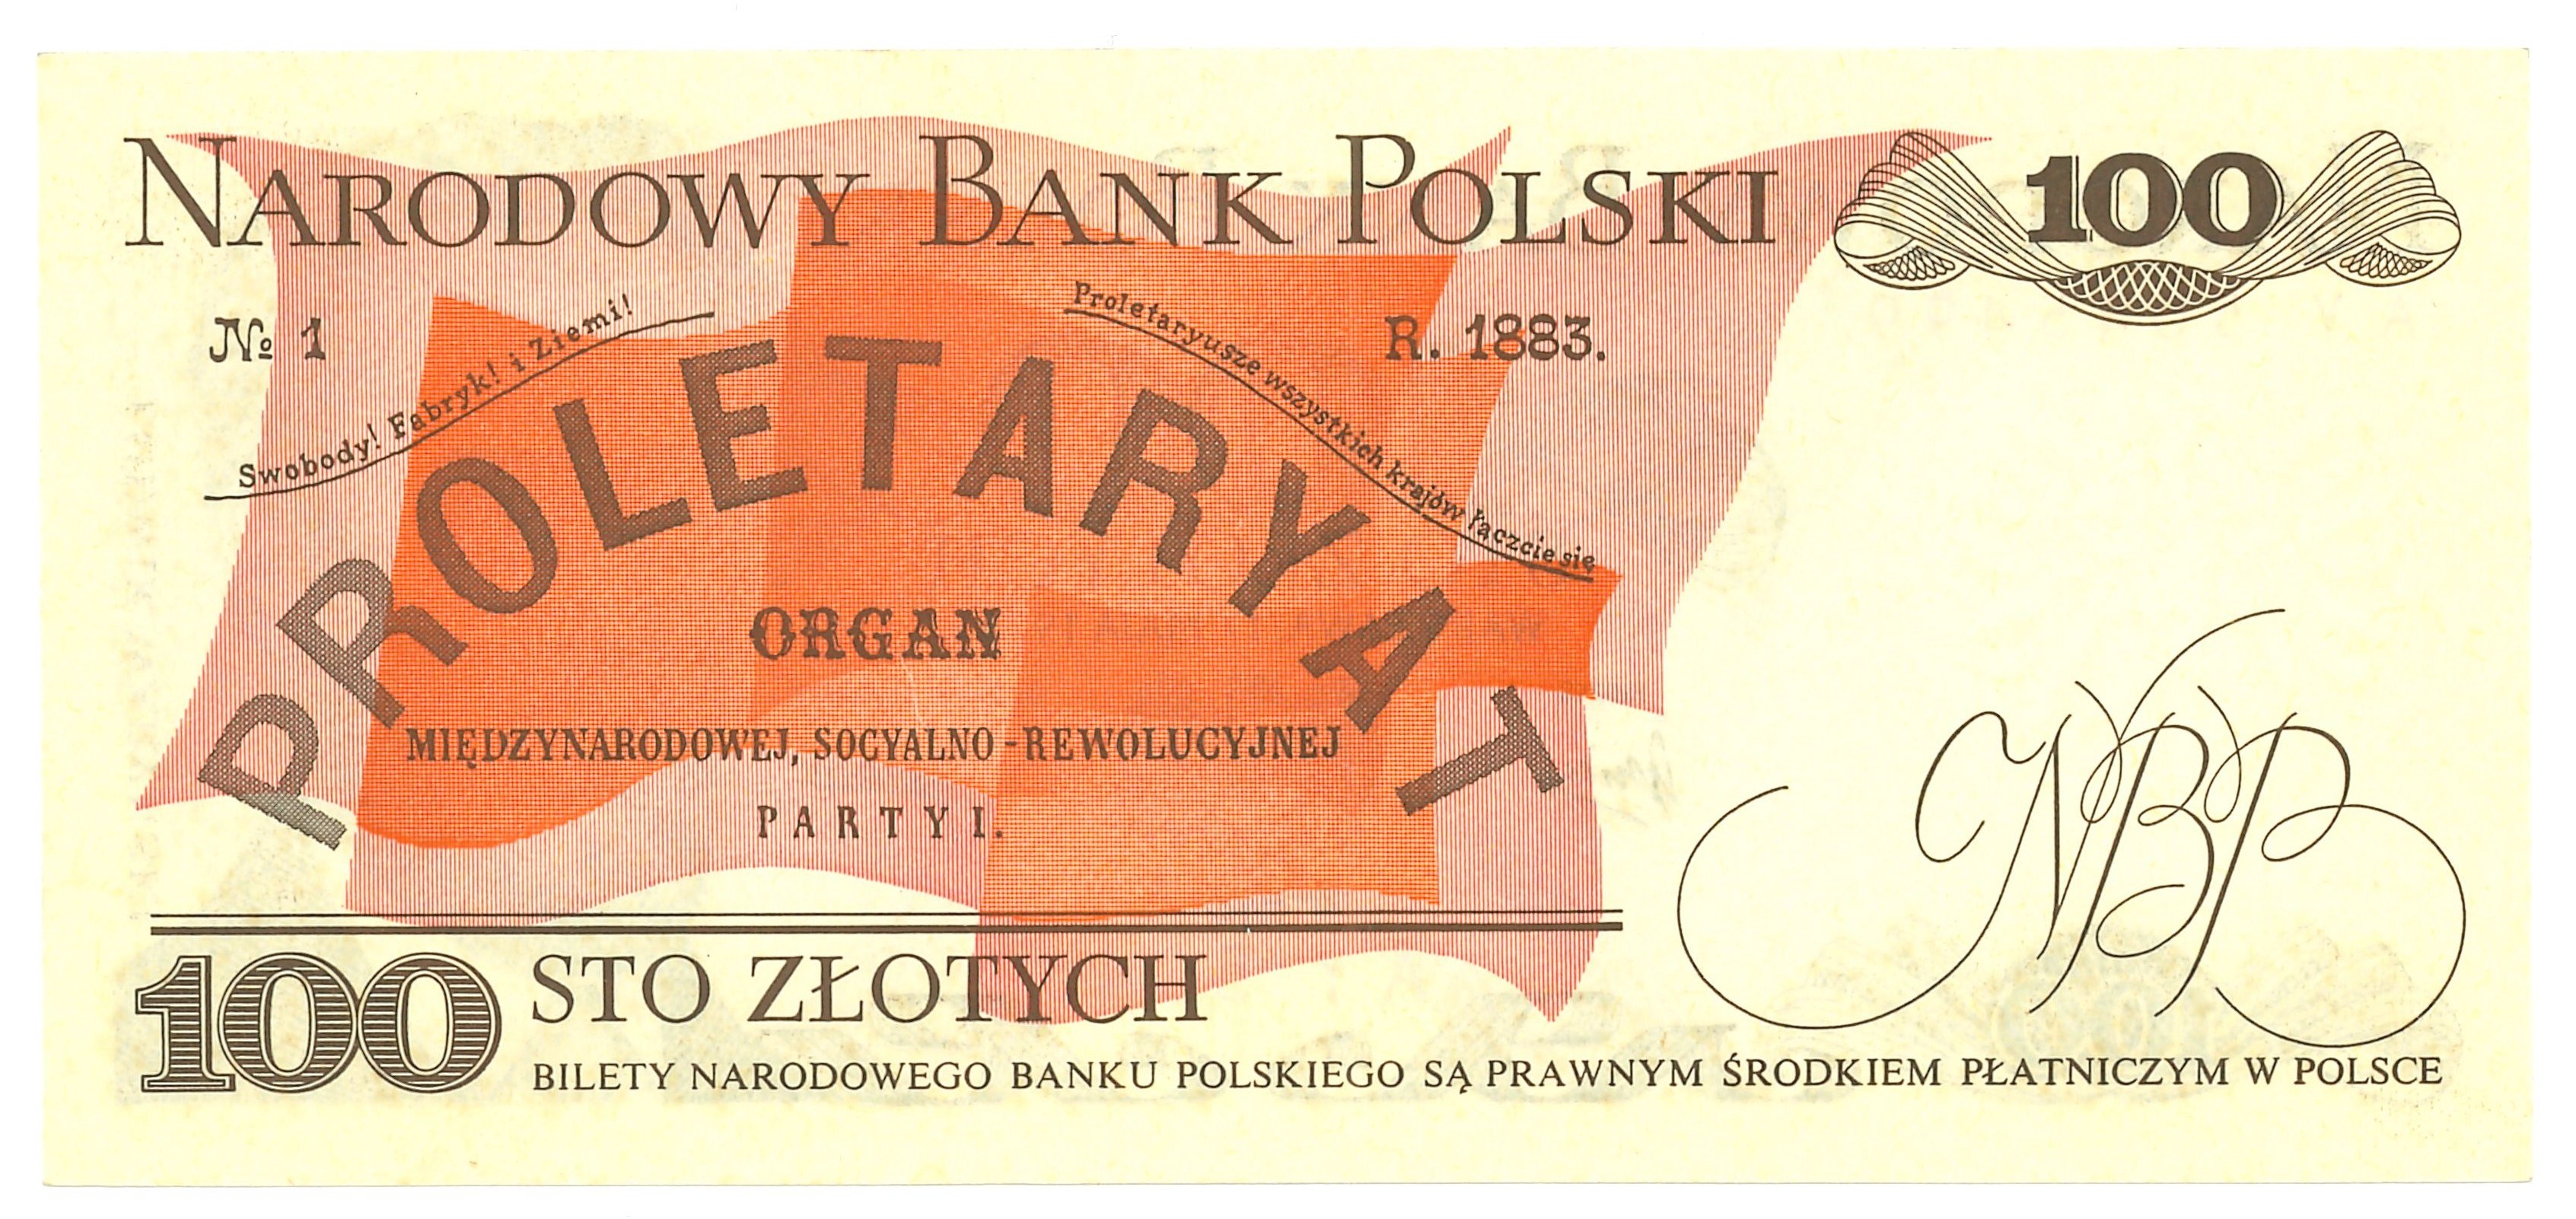 NARODOWY BANK POLSKI
100
№ 1
R. 1883.
Swobody! Fabryk! i Ziemi!
Proletaryusze wszystkich krajów łączcie się
PROLETARYAT
ORGAN
MIĘDZYNARODOWEJ, SOCYALNO-REWOLUCYJNEJ
PARTYI.
NBP
100 STO ZŁOTYCH
BILETY NARODOWEGO BANKU POLSKIEGO SĄ PRAWNYM ŚRODKIEM PŁATNICZYM W POLSCE